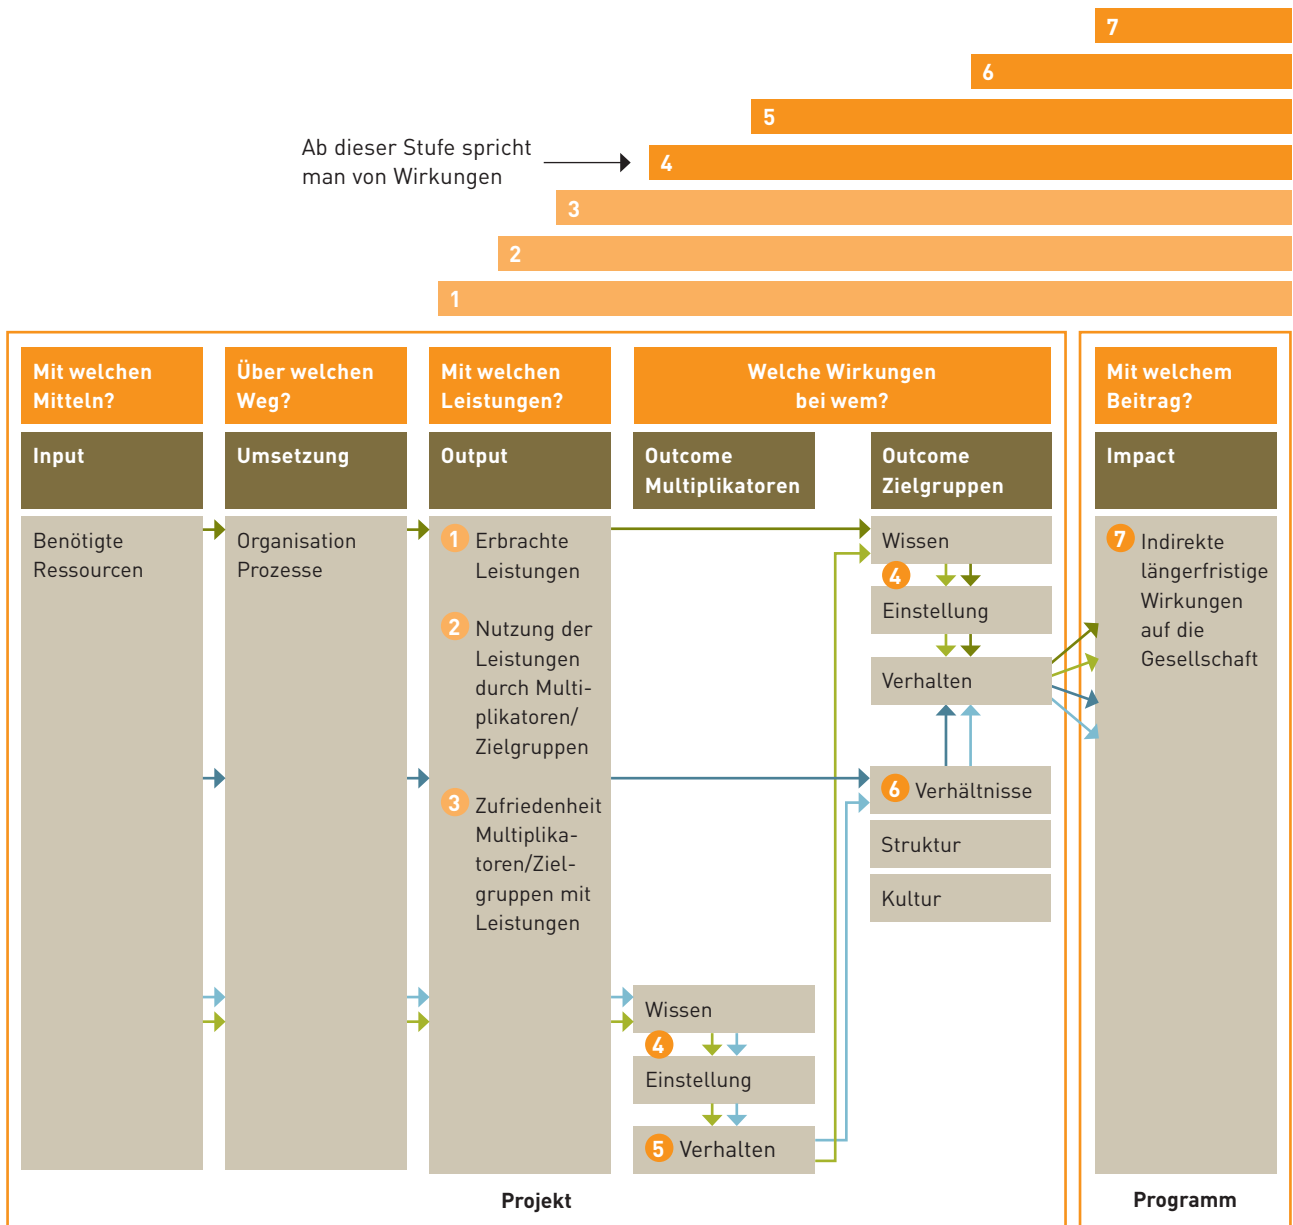 7
6
5
Ab dieser Stufe spricht
man von Wirkungen
4
3
2
1
Mit welchen
Mitteln?
Über welchen
Weg?
Mit welchen
Leistungen?
Welche Wirkungen
bei wem?
Mit welchem
Beitrag?
Input
Umsetzung
Output
Outcome
Multiplikatoren
Outcome
Zielgruppen
Impact
Benötigte
Ressourcen
Organisation
Prozesse
1 Erbrachte
Leistungen
2 Nutzung der
Leistungen
durch Multi-
plikatoren/
Zielgruppen
3 Zufriedenheit
Multiplika-
toren/Ziel-
gruppen mit
Leistungen
Wissen
4
Einstellung
5 Verhalten
Wissen
4
Einstellung
Verhalten
6 Verhältnisse
Struktur
Kultur
7 Indirekte
längerfristige
Wirkungen
auf die
Gesellschaft
Projekt
Programm